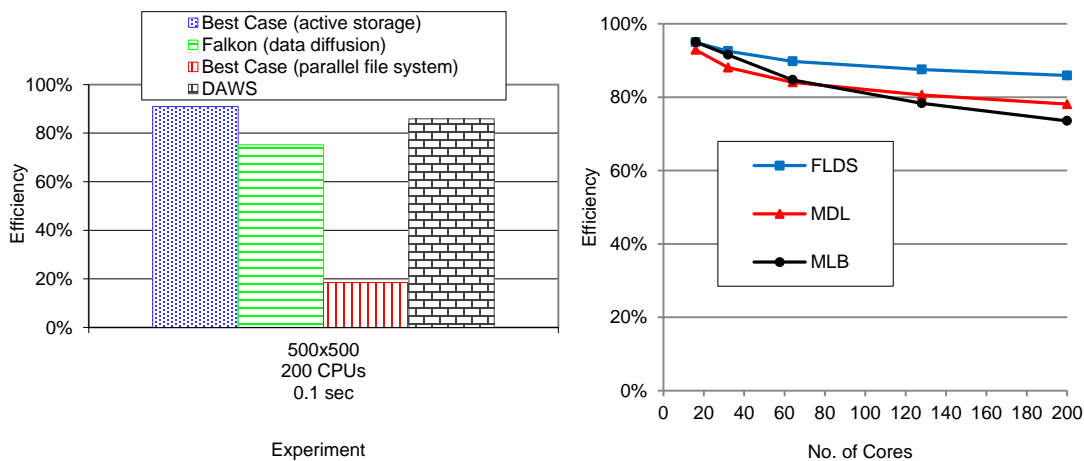 Best Case (active storage)
Falkon (data diffusion)
Best Case (parallel file system)
DAWS
100%
80%
60%
40%
20%
0%
Efficiency
500x500
200 CPUs
0.1 sec
Experiment
100%
80%
60%
40%
20%
0%
Efficiency
FLDS
MDL
MLB
0 20 40 60 80 100 120 140 160 180 200
No. of Cores